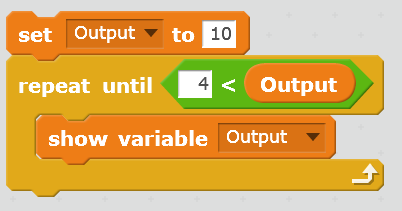 set Output to 10
repeat until 4 < Output
show variable Output